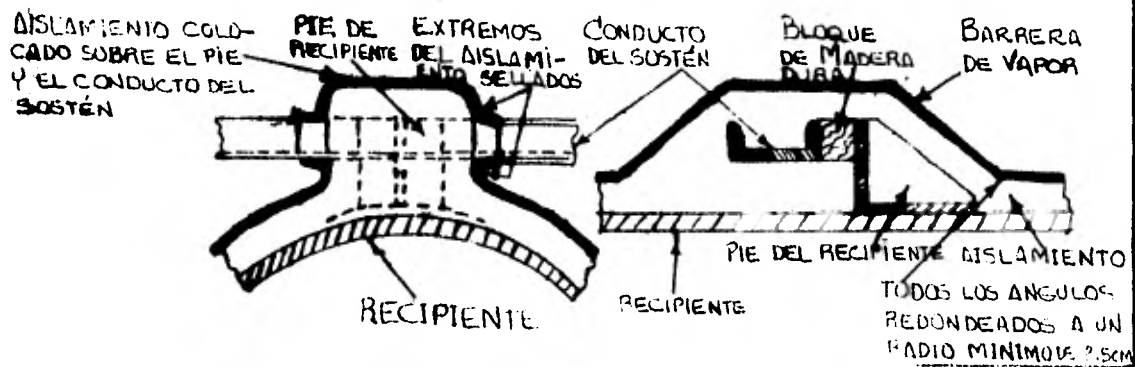 AISLAMIENTO COLO-
CADO SUBRE EL PIE
Y EL CONDUCTO DEL
SOSTÉN
PIE DE
RECIPIENTE
EXTREMOS
DEL AISLAMI-
ENTO SELLADOS
CONDUCTO
DEL SOSTÉN
BLOQUE
DE MADERA
DURA
BARRERA
DE VAPOR
RECIPIENTE
RECIPIENTE
PIE DEL RECIPIENTE
AISLAMIENTO
TODOS LOS ANGULOS
REDONDEADOS A UN
RADIO MINIMO DE 2.5CM